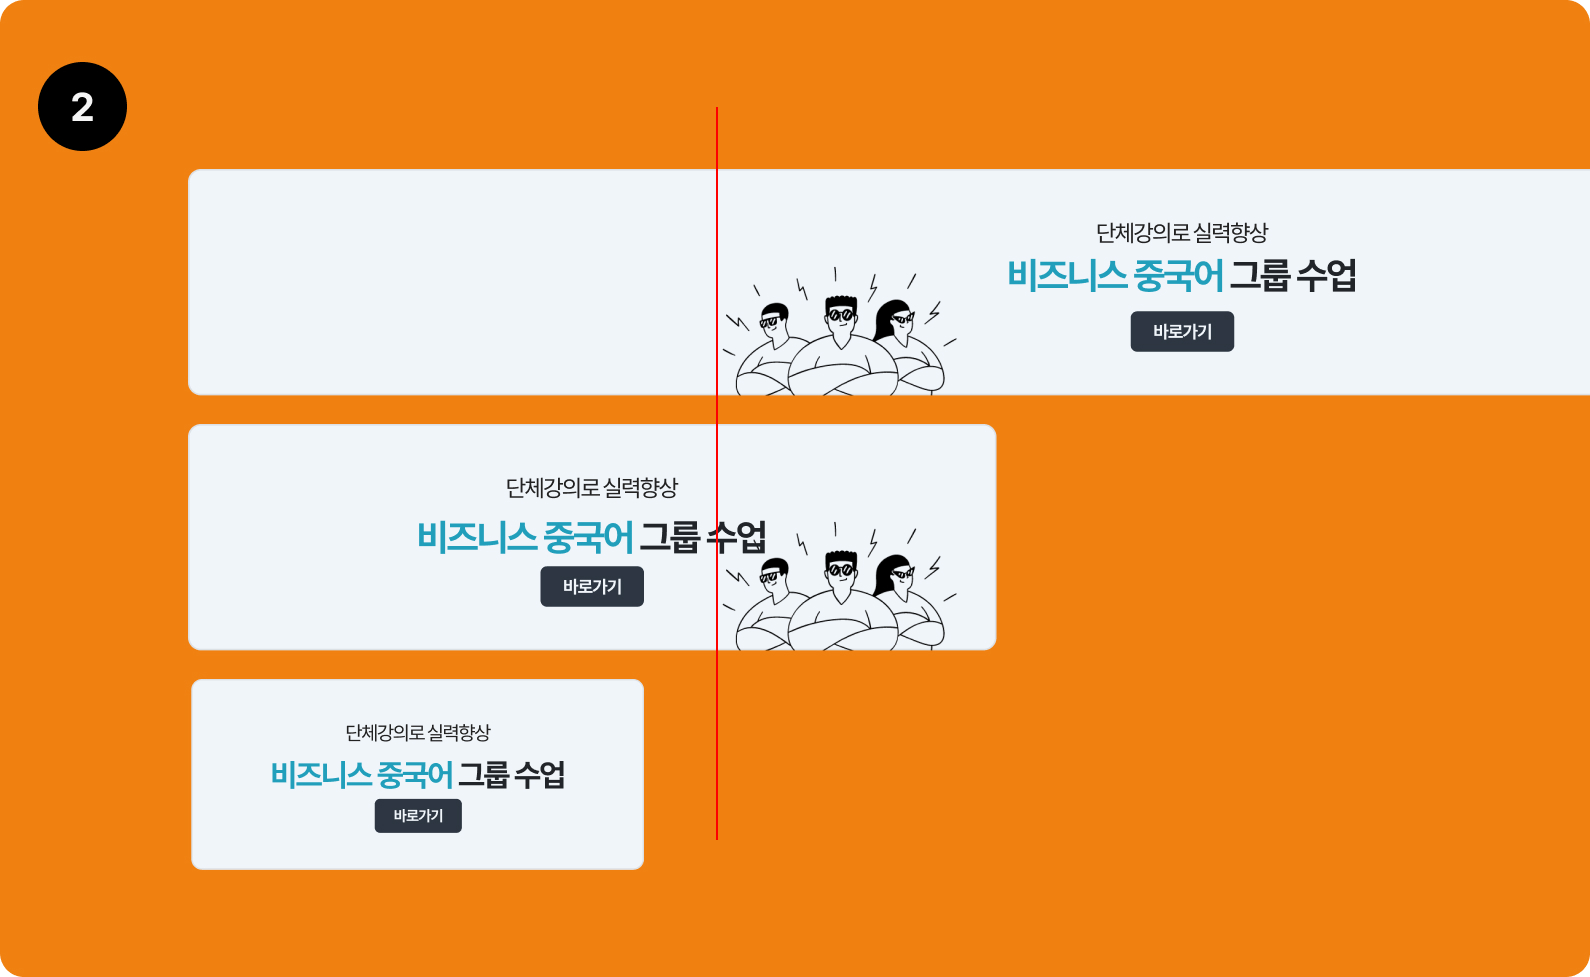 2
단체강의로 실력향상
비즈니스 중국어 그룹 수업
바로가기
단체강의로 실력향상
비즈니스 중국어 그룹 수업
바로가기
단체강의로 실력향상
비즈니스 중국어 그룹 수업
바로가기